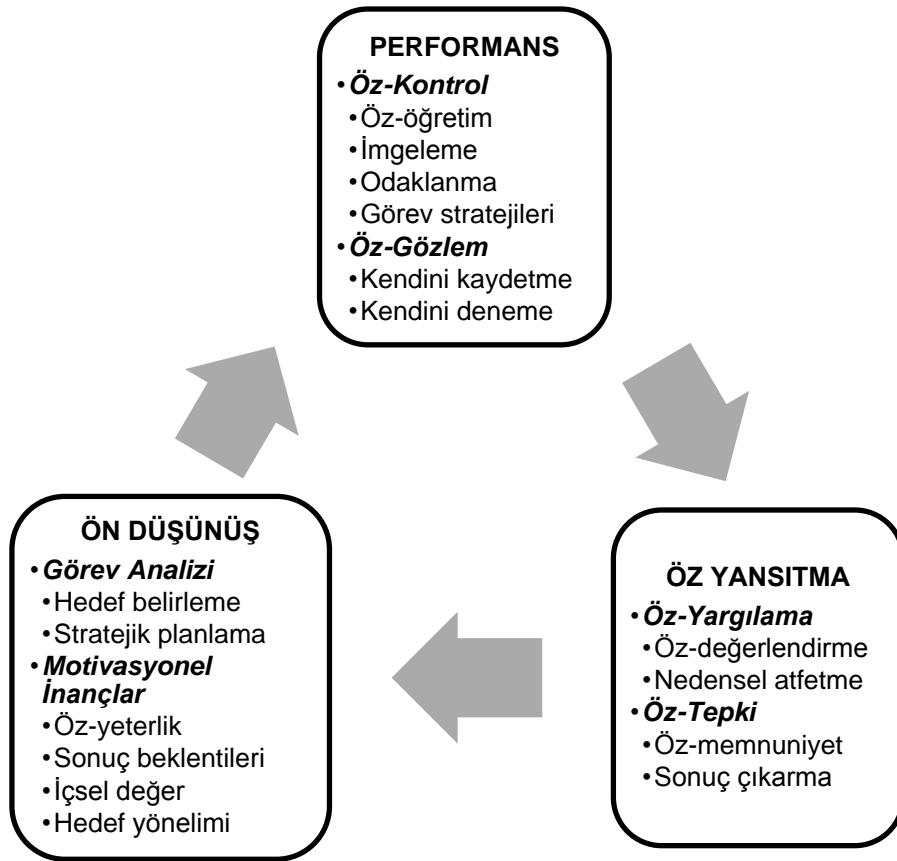 PERFORMANS
•Öz-Kontrol
•Öz-öğretim
•İmgeleme
•Odaklanma
•Görev stratejileri
•Öz-Gözlem
•Kendini kaydetme
•Kendini deneme
ÖN DÜŞÜNÜŞ
•Görev Analizi
•Hedef belirleme
•Stratejik planlama
•Motivasyonel
İnançlar
•Öz-yeterlik
•Sonuç beklentileri
•İçsel değer
•Hedef yönelimi
ÖZ YANSITMA
•Öz-Yargılama
•Öz-değerlendirme
•Nedensel atfetme
•Öz-Tepki
•Öz-memnuniyet
•Sonuç çıkarma